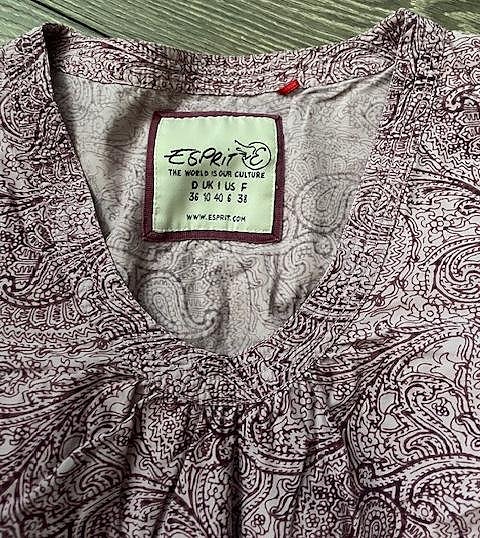 ESPRIT
THE WORLD IS OUR CULTURE
D UK I US F
36 10 40 6 38
WWW.ESPRIT.COM